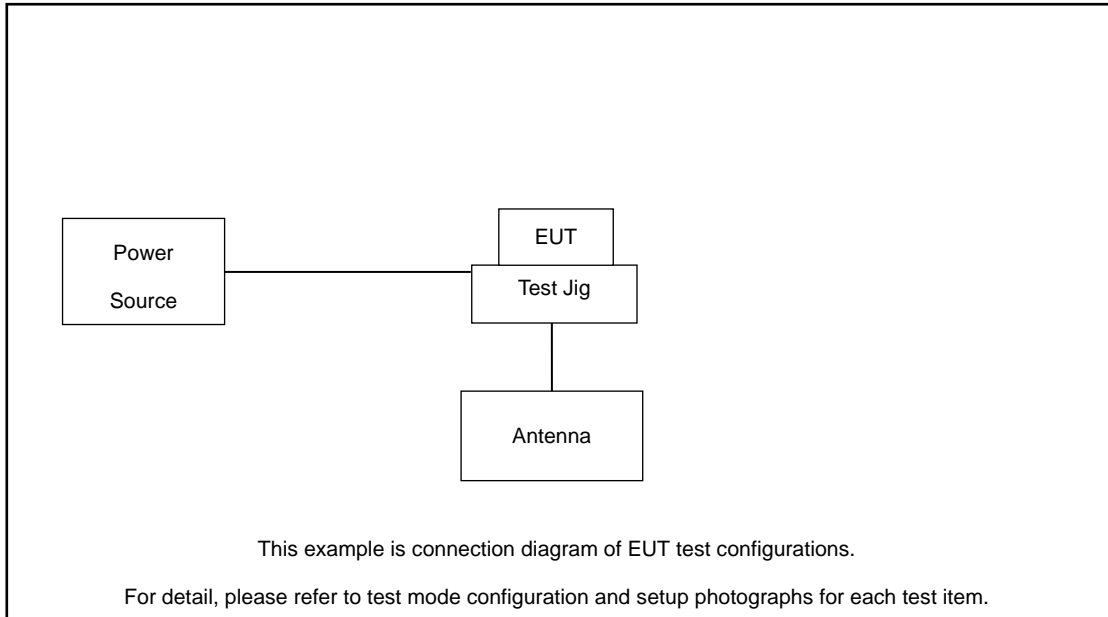 Power
Source
EUT
Test Jig
Antenna
This example is connection diagram of EUT test configurations.
For detail, please refer to test mode configuration and setup photographs for each test item.